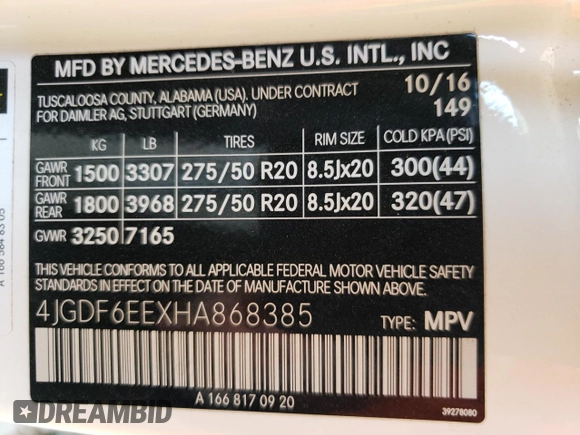 MFD BY MERCEDES-BENZ U.S. INTL., INC
TUSCALOOSA COUNTY, ALABAMA (USA). UNDER CONTRACT 10/16
FOR DAIMLER AG, STUTTGART (GERMANY) 149
KG LB TIRES RIM SIZE COLD KPA(PSI)
GAWR FRONT 1500 3307 275/50 R20 8.5Jx20 300(44)
GAWR REAR 1800 3968 275/50 R20 8.5Jx20 320(47)
GVWR 3250 7165
THIS VEHICLE CONFORMS TO ALL APPLICABLE FEDERAL MOTOR VEHICLE SAFETY
STANDARDS IN EFFECT ON THE DATE OF MANUFACTURE SHOWN ABOVE.
4JGDF6EEXHA868385 TYPE: MPV
A 166 817 09 20
39278080
DREAMBID